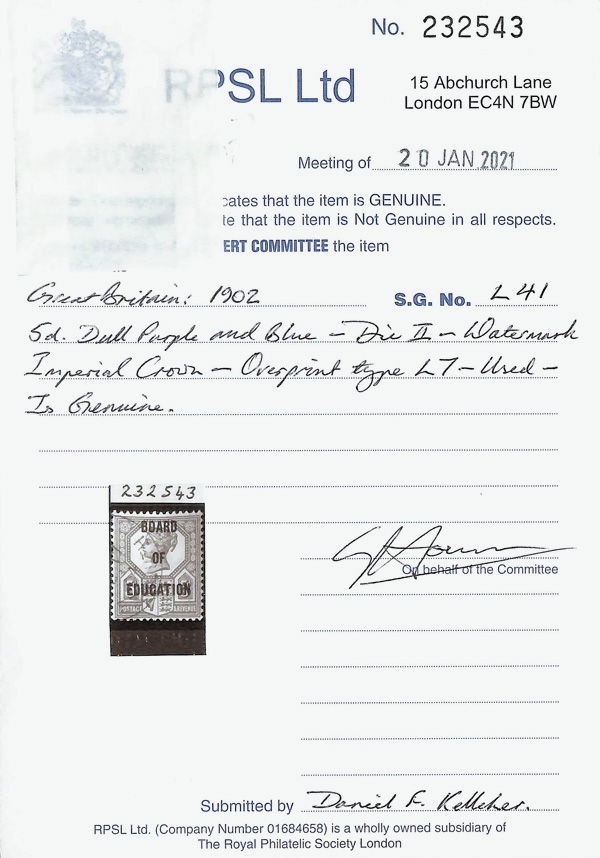 No. 232543
RPSL Ltd
15 Abchurch Lane
London EC4N 7BW
Meeting of 20 JAN 2021
cates that the item is GENUINE.
te that the item is Not Genuine in all respects.
ERT COMMITTEE the item
Great Britain: 1902 S.G. No. L41
5d. Dull Purple and Blue – Die II – Watermark
Imperial Crown – Overprint type L7 – Used –
Is Genuine.
232543
BOARD
OF
EDUCATION
POSTAGE & REVENUE
On behalf of the Committee
Submitted by Daniel F. Kelleher.
RPSL Ltd. (Company Number 01684658) is a wholly owned subsidiary of
The Royal Philatelic Society London